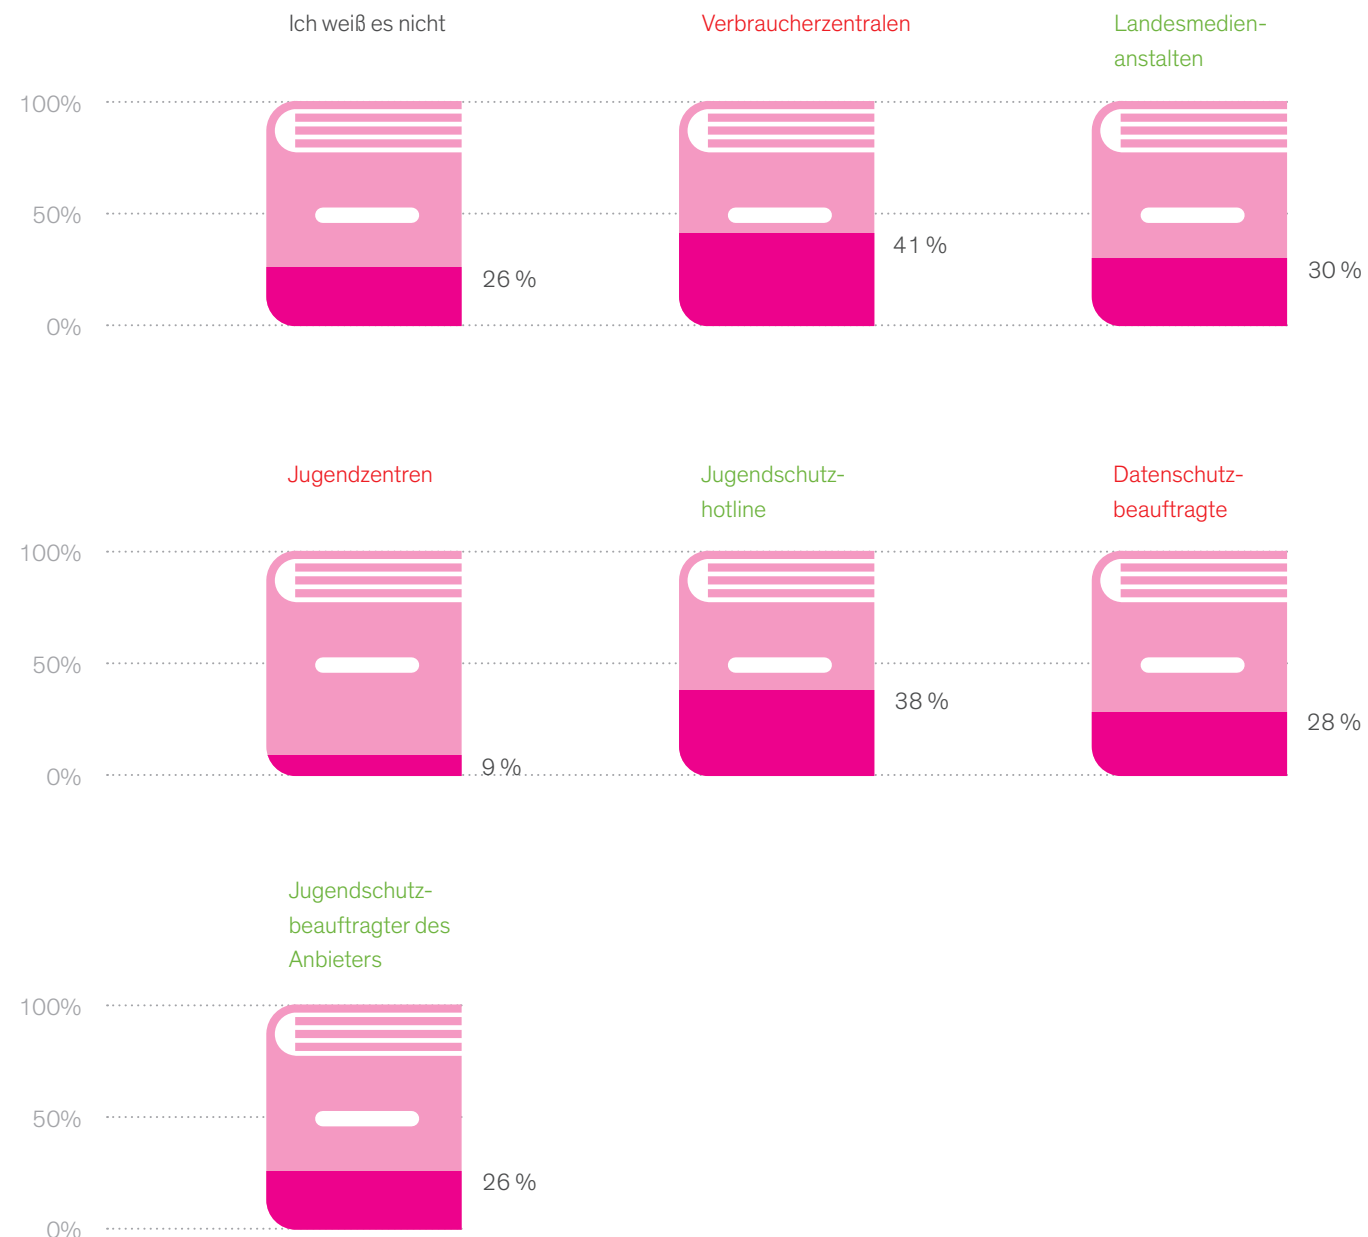 Ich weiß es nicht
Verbraucherzentralen
Landesmedien-
anstalten
100%
50%
0%
26 %
41 %
30 %
Jugendzentren
Jugendschutz-
hotline
Datenschutz-
beauftragte
100%
50%
0%
9 %
38 %
28 %
Jugendschutz-
beauftragter des
Anbieters
100%
50%
0%
26 %